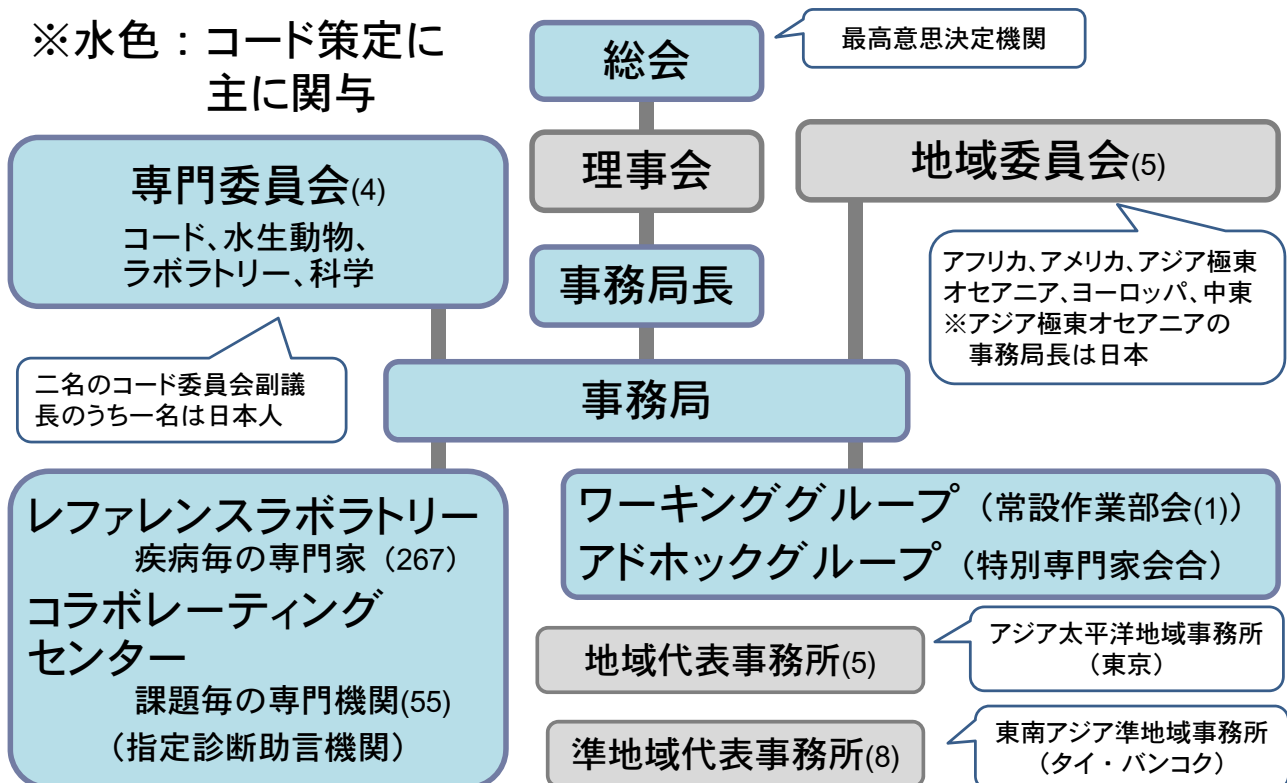 ※水色：コード策定に
主に関与
総会
最高意思決定機関
理事会
地域委員会(5)
専門委員会(4)
コード、水生動物、
ラボラトリー、科学
事務局長
アフリカ、アメリカ、アジア極東
オセアニア、ヨーロッパ、中東
※アジア極東オセアニアの
事務局長は日本
二名のコード委員会副議
長のうち一名は日本人
事務局
レファレンスラボラトリー
疾病毎の専門家（267）
コラボレーティング
センター
課題毎の専門機関(55)
（指定診断助言機関）
ワーキンググループ（常設作業部会(1)）
アドホックグループ（特別専門家会合）
地域代表事務所(5)
アジア太平洋地域事務所
（東京）
準地域代表事務所(8)
東南アジア準地域事務所
（タイ・バンコク）